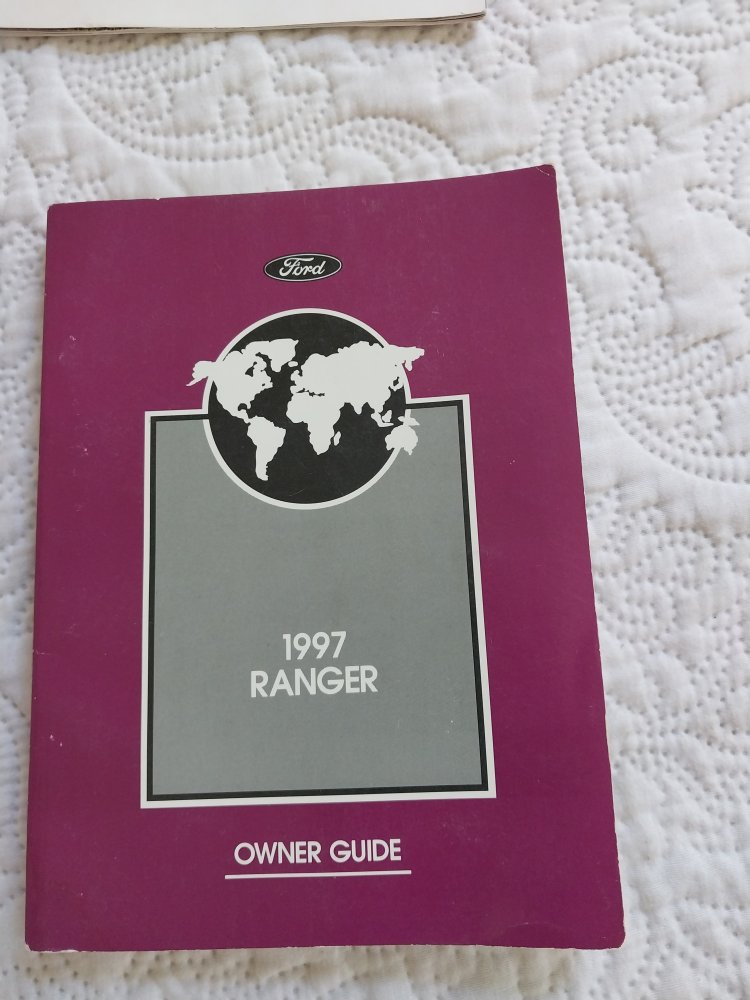 Ford
1997
RANGER
OWNER GUIDE